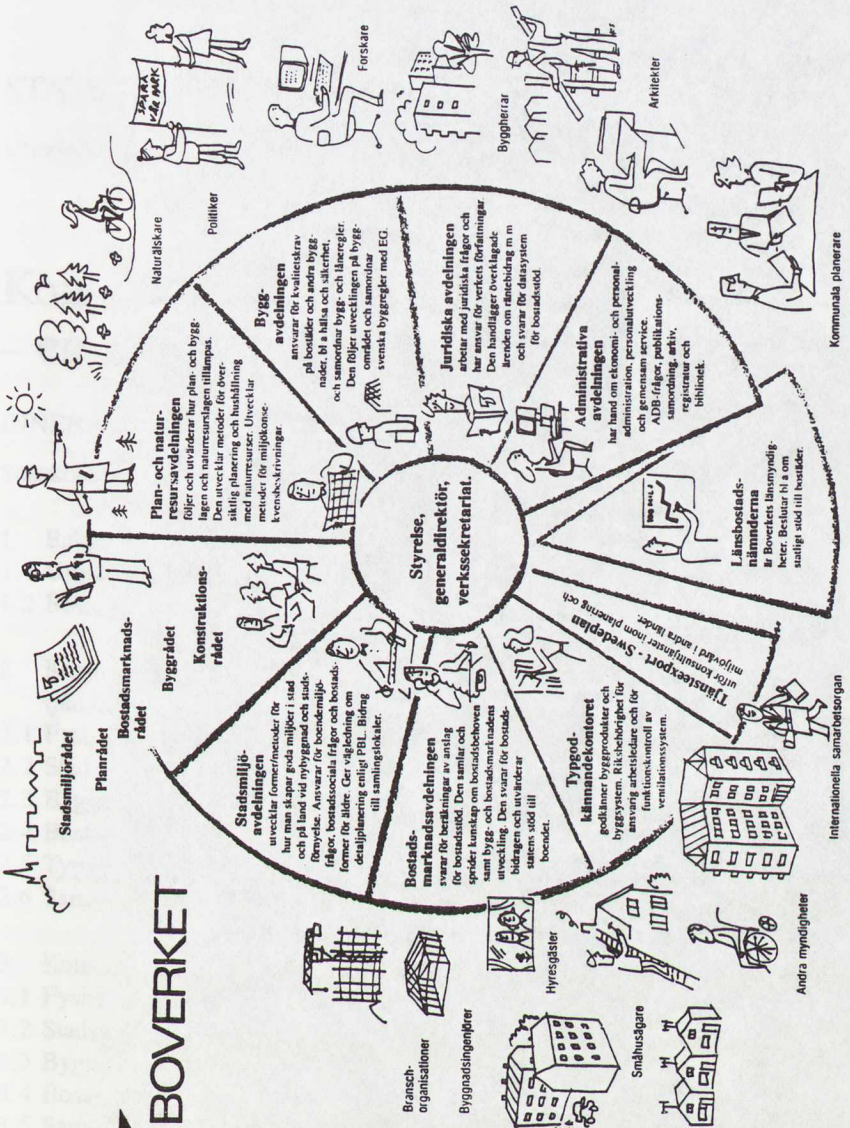 BOVERKET
Stadsmiljörådet
Planrådet
Bostadsmarknads-
rådet
Byggrådet
Konstruktions-
rådet
Plan- och natur-
resursavdelningen
följer och utvärderar hur plan- och bygg-
lagen och naturresurslagen tillämpas.
Den utvecklar metoder för över-
siktlig planering och hushållning
med naturresurser. Utvecklar
metoder för miljökonse-
kvensbeskrivningar.
Bygg-
avdelningen
ansvarar för kvalitetskrav
på bostäder och andra bygg-
nader, bl a hälsa och säkerhet,
och samordnar bygg- och låneregler.
Den följer utvecklingen på bygg-
området och samordnar
svenska byggregler med EG.
Juridiska avdelningen
arbetar med juridiska frågor och
har ansvar för verkets författningar.
Den handlägger överklagade
ärenden om räntebidrag m m
och svarar för datasystem
för bostadsstöd.
Administrativa
avdelningen
har hand om ekonomi- och personal-
administration, personalutveckling
och gemensam service.
ADB-frågor, publikations-
samordning, arkiv,
registratur och
bibliotek.
Länsbostads-
nämnderna
är Boverkets länsmyndig-
heter. Beslutar bl a om
statligt stöd till bostäder.
Tjänsteexport - Swedeplan
utför konsulttjänster inom planering och
miljövård i andra länder.
Typgod-
kännandekontoret
godkänner byggprodukter och
byggsystem. Riksbehörighet för
ansvarig arbetsledare och för
funktionskontroll av
ventilationssystem.
Bostads-
marknadsavdelningen
svarar för beräkningar av anslag
för bostadsstöd. Den samlar och
sprider kunskap om bostadsbehoven
samt bygg- och bostadsmarknadens
utveckling. Den svarar för bostads-
bidragen och utvärderar
statens stöd till
boendet.
Stadsmiljö-
avdelningen
utvecklar former/metoder för
hur man skapar goda miljöer i stad
och på land vid nybyggnad och stads-
förnyelse. Ansvarar för boendemiljö-
frågor, bostadssociala frågor och bostads-
former för äldre. Ger vägledning om
detaljplanering enligt PBL. Bidrag
till samlingslokaler.
Styrelse,
generaldirektör,
verkssekretariat.
Naturälskare
Politiker
SPARA
VÅR MARK
Forskare
Byggherrar
Arkitekter
Kommunala planerare
Internationella samarbetsorgan
Andra myndigheter
Småhusägare
Hyresgäster
Byggnadsingenjörer
Bransch-
organisationer